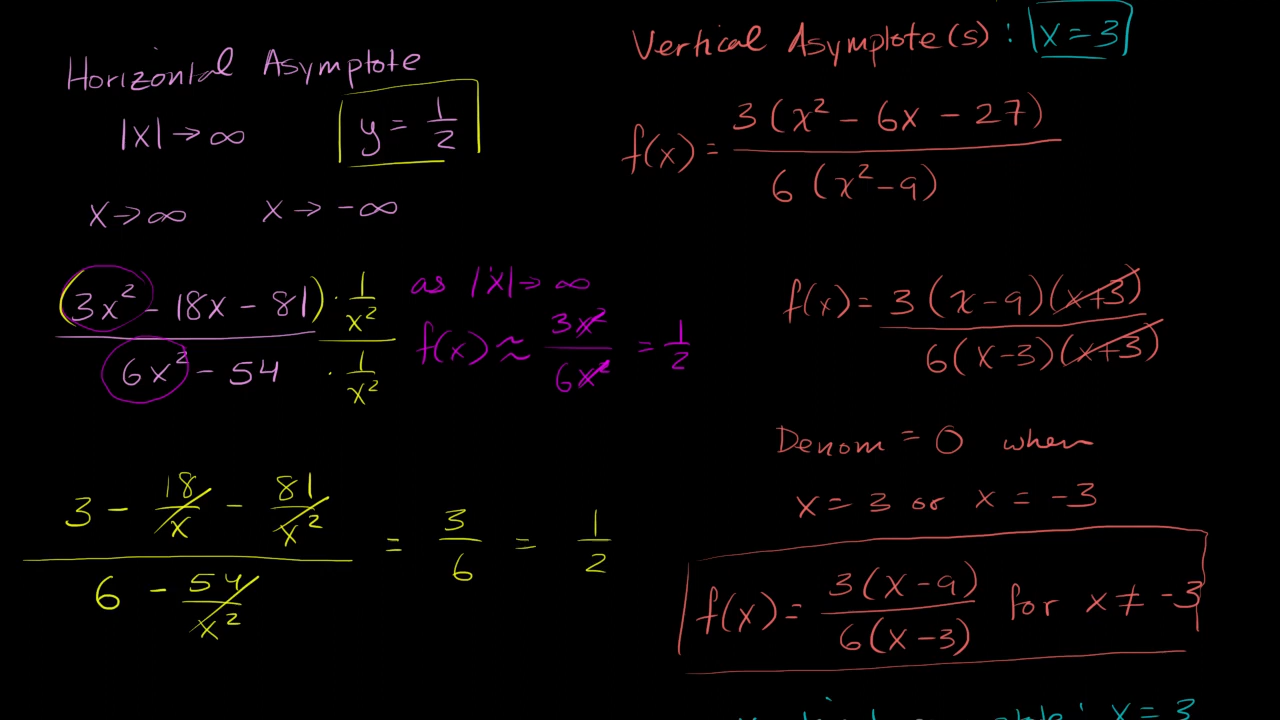 Horizontal Asymptote
|x| → ∞ y = 1/2
x → ∞ x → -∞
(3x² - 18x - 81) · 1/x²
6x² - 54 · 1/x²
as |x| → ∞
f(x) ≈ 3x²/6x² = 1/2
(3 - 18/x - 81/x²)/(6 - 54/x²) = 3/6 = 1/2
Vertical Asymptote(s) : x = 3
f(x) = 3(x² - 6x - 27)/6(x² - 9)
f(x) = 3(x-9)(x+3)/6(x-3)(x+3)
Denom = 0 when
x = 3 or x = -3
f(x) = 3(x-9)/6(x-3) for x ≠ -3
: x = 3